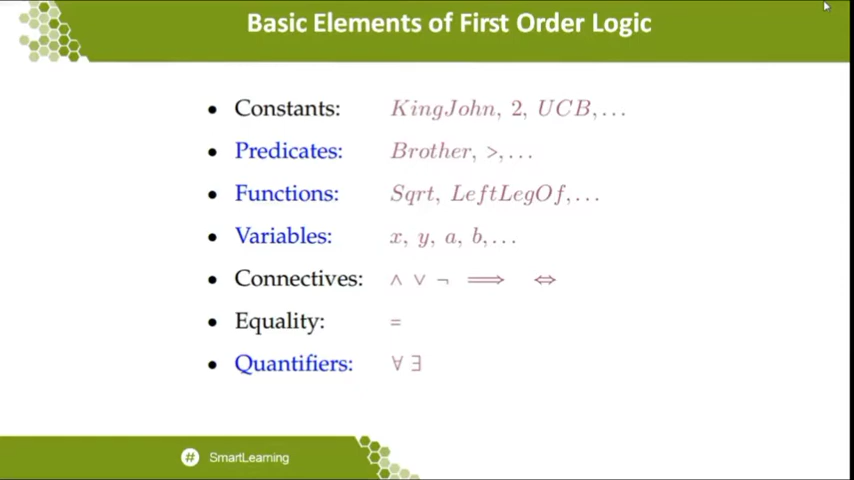 Basic Elements of First Order Logic
• Constants: KingJohn, 2, UCB,...
• Predicates: Brother, >,...
• Functions: Sqrt, LeftLegOf,...
• Variables: x, y, a, b,...
• Connectives: ∧ ∨ ¬ ⟹ ⇔
• Equality: =
• Quantifiers: ∀ ∃
# SmartLearning